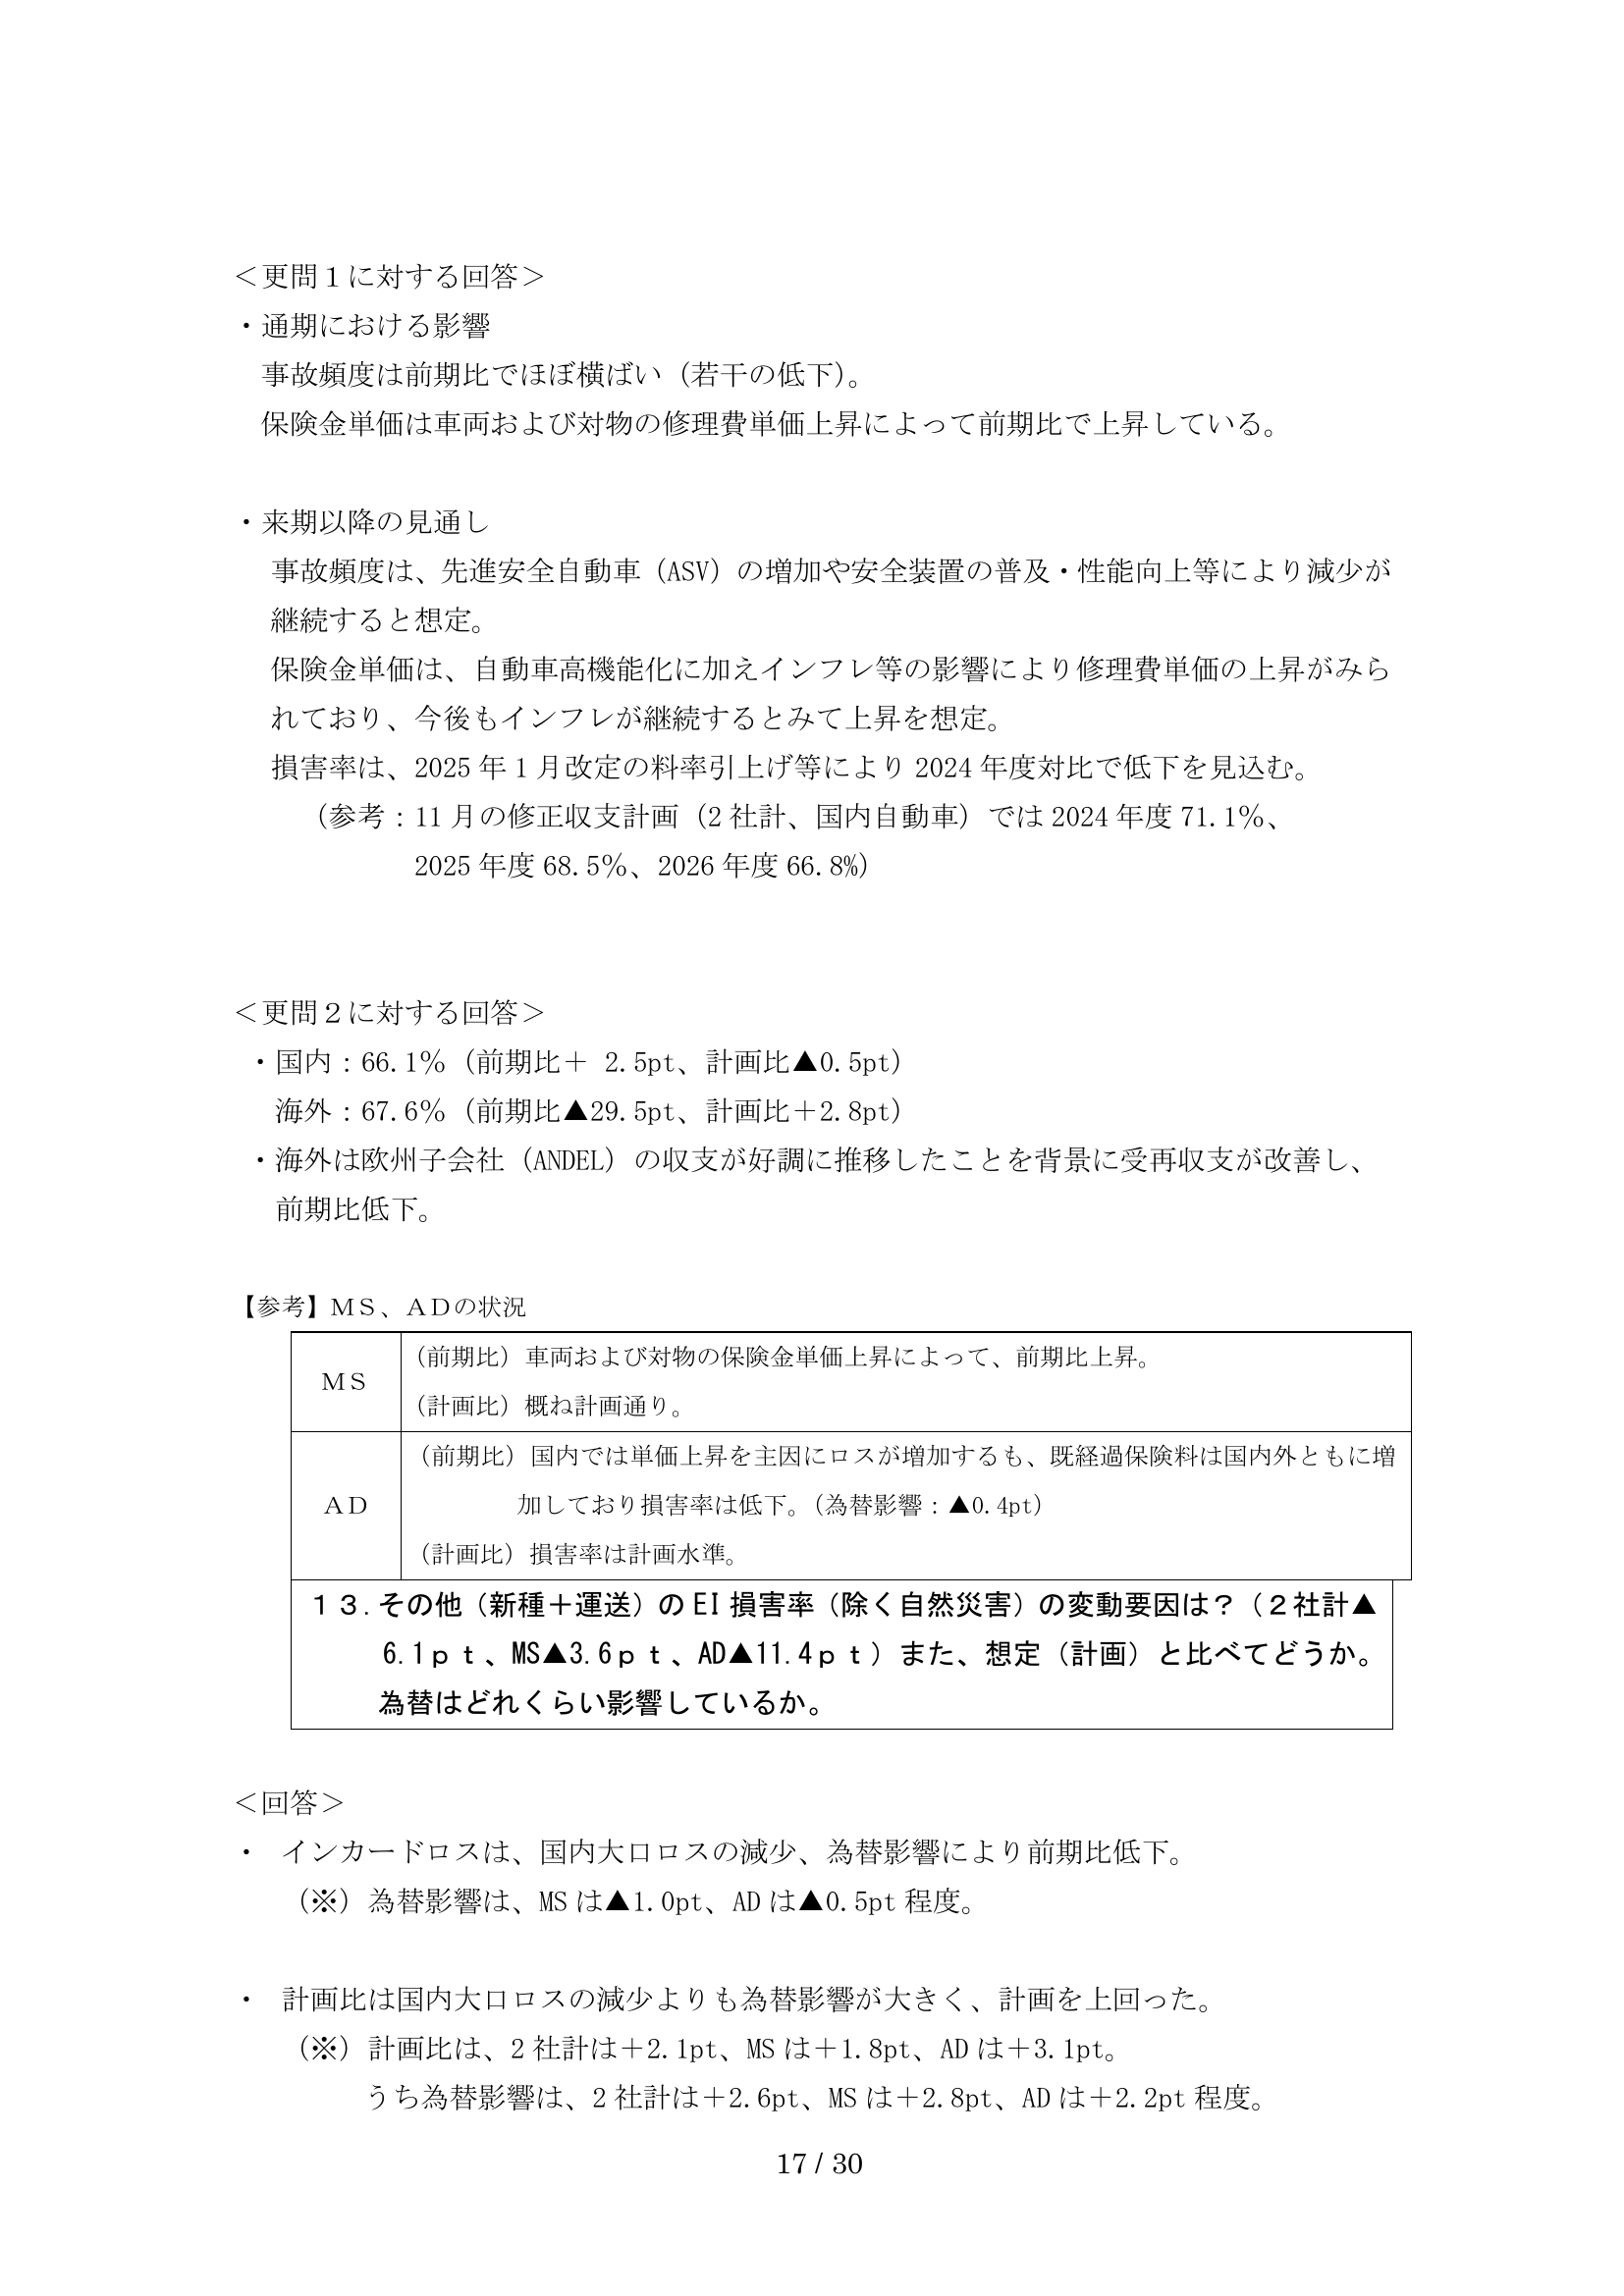 ＜更問１に対する回答＞
・通期における影響
事故頻度は前期比でほぼ横ばい（若干の低下）。
保険金単価は車両および対物の修理費単価上昇によって前期比で上昇している。
・来期以降の見通し
事故頻度は、先進安全自動車（ASV）の増加や安全装置の普及・性能向上等により減少が
継続すると想定。
保険金単価は、自動車高機能化に加えインフレ等の影響により修理費単価の上昇がみら
れており、今後もインフレが継続するとみて上昇を想定。
損害率は、2025 年 1 月改定の料率引上げ等により 2024 年度対比で低下を見込む。
（参考：11 月の修正収支計画（2 社計、国内自動車）では 2024 年度 71.1％、
2025 年度 68.5％、2026 年度 66.8%）
＜更問２に対する回答＞
・国内：66.1％（前期比＋ 2.5pt、計画比▲0.5pt）
海外：67.6％（前期比▲29.5pt、計画比＋2.8pt）
・海外は欧州子会社（ANDEL）の収支が好調に推移したことを背景に受再収支が改善し、
前期比低下。
【参考】ＭＳ、ＡＤの状況
ＭＳ
（前期比）車両および対物の保険金単価上昇によって、前期比上昇。
（計画比）概ね計画通り。
ＡＤ
（前期比）国内では単価上昇を主因にロスが増加するも、既経過保険料は国内外ともに増
加しており損害率は低下。（為替影響：▲0.4pt）
（計画比）損害率は計画水準。
１３.その他（新種＋運送）の EI 損害率（除く自然災害）の変動要因は？（２社計▲
6.1ｐｔ、MS▲3.6ｐｔ、AD▲11.4ｐｔ）また、想定（計画）と比べてどうか。
為替はどれくらい影響しているか。
＜回答＞
・ インカードロスは、国内大口ロスの減少、為替影響により前期比低下。
（※）為替影響は、MS は▲1.0pt、AD は▲0.5pt 程度。
・ 計画比は国内大口ロスの減少よりも為替影響が大きく、計画を上回った。
（※）計画比は、2 社計は＋2.1pt、MS は＋1.8pt、AD は＋3.1pt。
うち為替影響は、2 社計は＋2.6pt、MS は＋2.8pt、AD は＋2.2pt 程度。
17 / 30